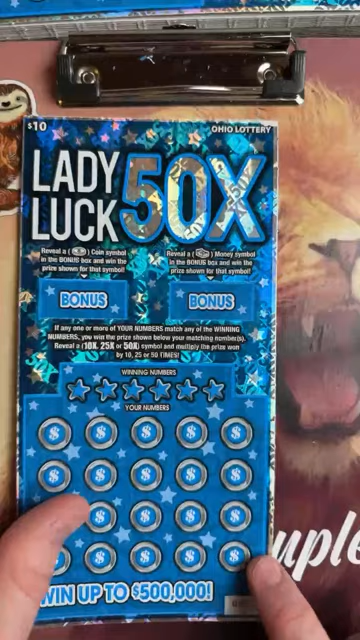 $10
OHIO LOTTERY
LADY
LUCK
50X
Reveal a ( ) Coin symbol
in the BONUS box and win the
prize shown for that symbol!
Reveal a ( ) Money symbol
in the BONUS box and win the
prize shown for that symbol!
BONUS
BONUS
If any one or more of YOUR NUMBERS match any of the WINNING
NUMBERS, you win the prize shown below your matching number(s).
Reveal a (10X, 25X or 50X) symbol and multiply the prize won
by 10, 25 or 50 TIMES!
WINNING NUMBERS
YOUR NUMBERS
WIN UP TO $500,000!